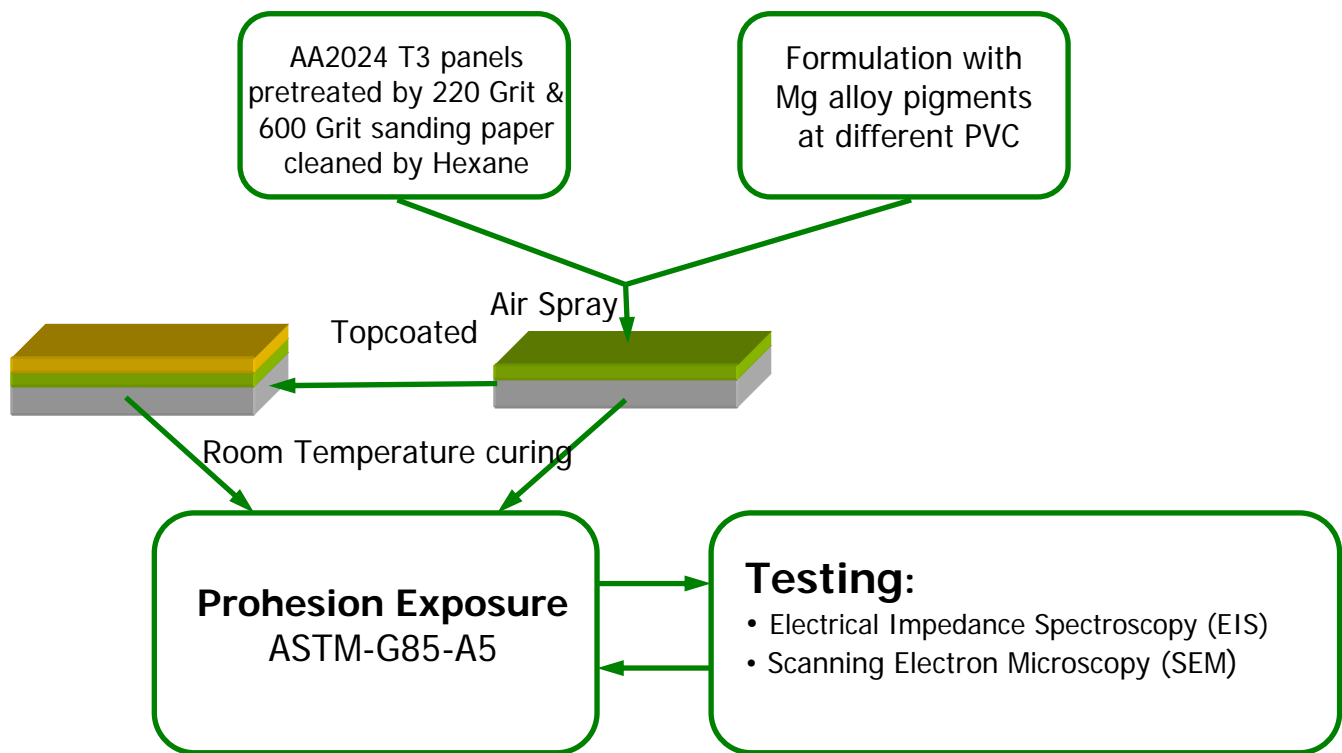 AA2024 T3 panels
pretreated by 220 Grit &
600 Grit sanding paper
cleaned by Hexane
Formulation with
Mg alloy pigments
at different PVC
Air Spray
Topcoated
Room Temperature curing
Prohesion Exposure
ASTM-G85-A5
Testing:
• Electrical Impedance Spectroscopy (EIS)
• Scanning Electron Microscopy (SEM)